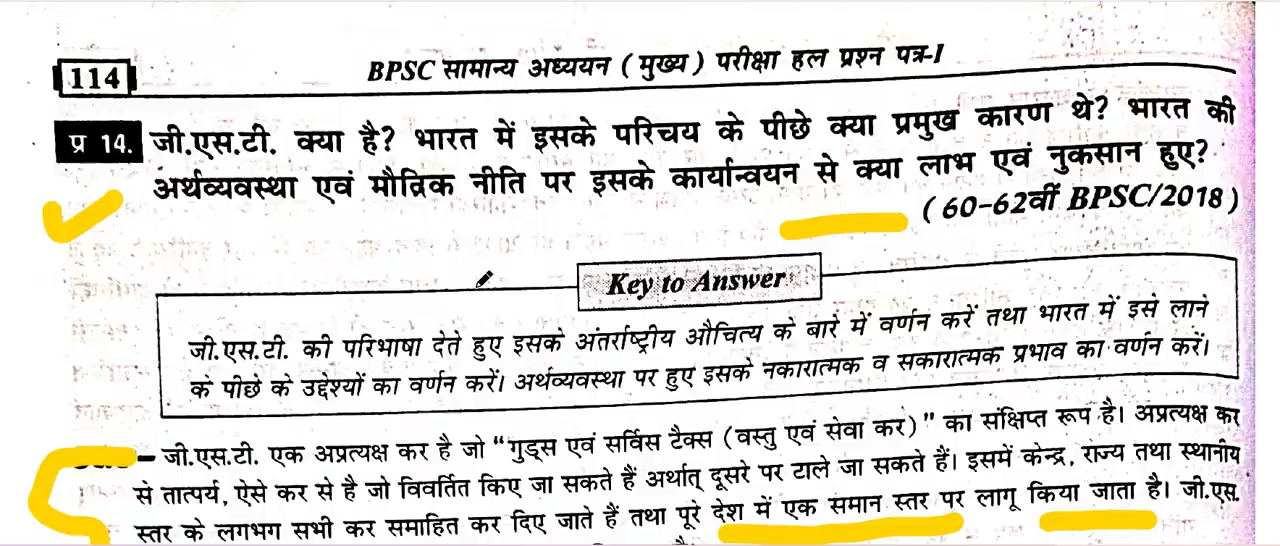 114
BPSC सामान्य अध्ययन ( मुख्य ) परीक्षा हल प्रश्न पत्र-I
प्र 14. जी.एस.टी. क्या है? भारत में इसके परिचय के पीछे क्या प्रमुख कारण थे? भारत की
अर्थव्यवस्था एवं मौद्रिक नीति पर इसके कार्यान्वयन से क्या लाभ एवं नुकसान हुए?
( 60-62वीं BPSC/2018 )
Key to Answer
जी.एस.टी. की परिभाषा देते हुए इसके अंतर्राष्ट्रीय औचित्य के बारे में वर्णन करें तथा भारत में इसे लाने
के पीछे के उद्देश्यों का वर्णन करें। अर्थव्यवस्था पर हुए इसके नकारात्मक व सकारात्मक प्रभाव का वर्णन करें।
– जी.एस.टी. एक अप्रत्यक्ष कर है जो “गुड्स एवं सर्विस टैक्स (वस्तु एवं सेवा कर)” का संक्षिप्त रूप है। अप्रत्यक्ष कर
से तात्पर्य, ऐसे कर से है जो विवर्तित किए जा सकते हैं अर्थात् दूसरे पर टाले जा सकते हैं। इसमें केन्द्र, राज्य तथा स्थानीय
स्तर के लगभग सभी कर समाहित कर दिए जाते हैं तथा पूरे देश में एक समान स्तर पर लागू किया जाता है। जी.एस.